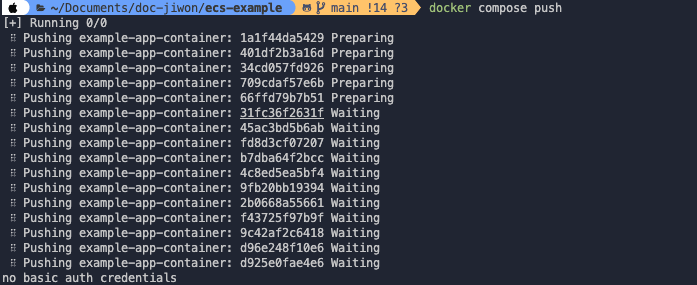 ~/Documents/doc-jiwon/ecs-example main !14 ?3 docker compose push
[+] Running 0/0
⠿ Pushing example-app-container: 1a1f44da5429 Preparing
⠿ Pushing example-app-container: 401df2b3a16d Preparing
⠿ Pushing example-app-container: 34cd057fd926 Preparing
⠿ Pushing example-app-container: 709cdaf57e6b Preparing
⠿ Pushing example-app-container: 66ffd79b7b51 Preparing
⠿ Pushing example-app-container: 31fc36f2631f Waiting
⠿ Pushing example-app-container: 45ac3bd5b6ab Waiting
⠿ Pushing example-app-container: fd8d3cf07207 Waiting
⠿ Pushing example-app-container: b7dba64f2bcc Waiting
⠿ Pushing example-app-container: 4c8ed5ea5bf4 Waiting
⠿ Pushing example-app-container: 9fb20bb19394 Waiting
⠿ Pushing example-app-container: 2b0668a55661 Waiting
⠿ Pushing example-app-container: f43725f97b9f Waiting
⠿ Pushing example-app-container: 9c42af2c6418 Waiting
⠿ Pushing example-app-container: d96e248f10e6 Waiting
⠿ Pushing example-app-container: d925e0fae4e6 Waiting
no basic auth credentials